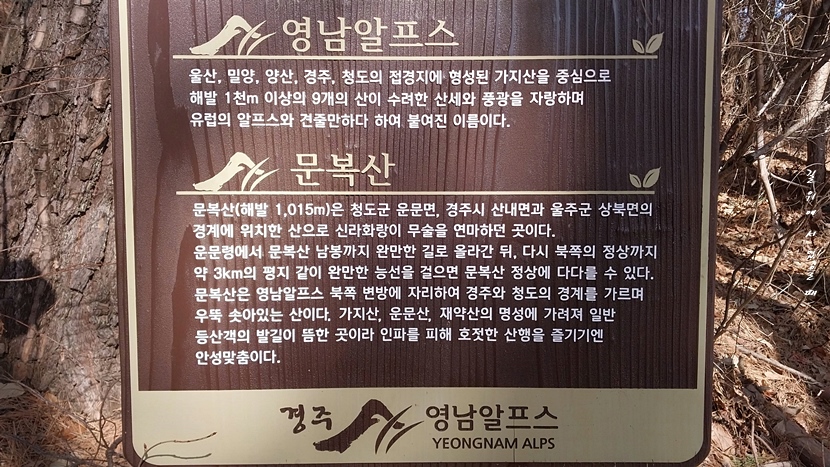 영남알프스
울산, 밀양, 양산, 경주, 청도의 접경지에 형성된 가지산을 중심으로
해발 1천m 이상의 9개의 산이 수려한 산세와 풍광을 자랑하며
유럽의 알프스와 견줄만하다 하여 붙여진 이름이다.
문복산
문복산(해발 1,015m)은 청도군 운문면, 경주시 산내면과 울주군 상북면의
경계에 위치한 산으로 신라화랑이 무술을 연마하던 곳이다.
운문령에서 문복산 남봉까지 완만한 길로 올라간 뒤, 다시 북쪽의 정상까지
약 3km의 평지 같이 완만한 능선을 걸으면 문복산 정상에 다다를 수 있다.
문복산은 영남알프스 북쪽 변방에 자리하여 경주와 청도의 경계를 가르며
우뚝 솟아있는 산이다. 가지산, 운문산, 재약산의 명성에 가려져 일반
등산객의 발길이 뜸한 곳이라 인파를 피해 호젓한 산행을 즐기기엔
안성맞춤이다.
경주 영남알프스
YEONGNAM ALPS